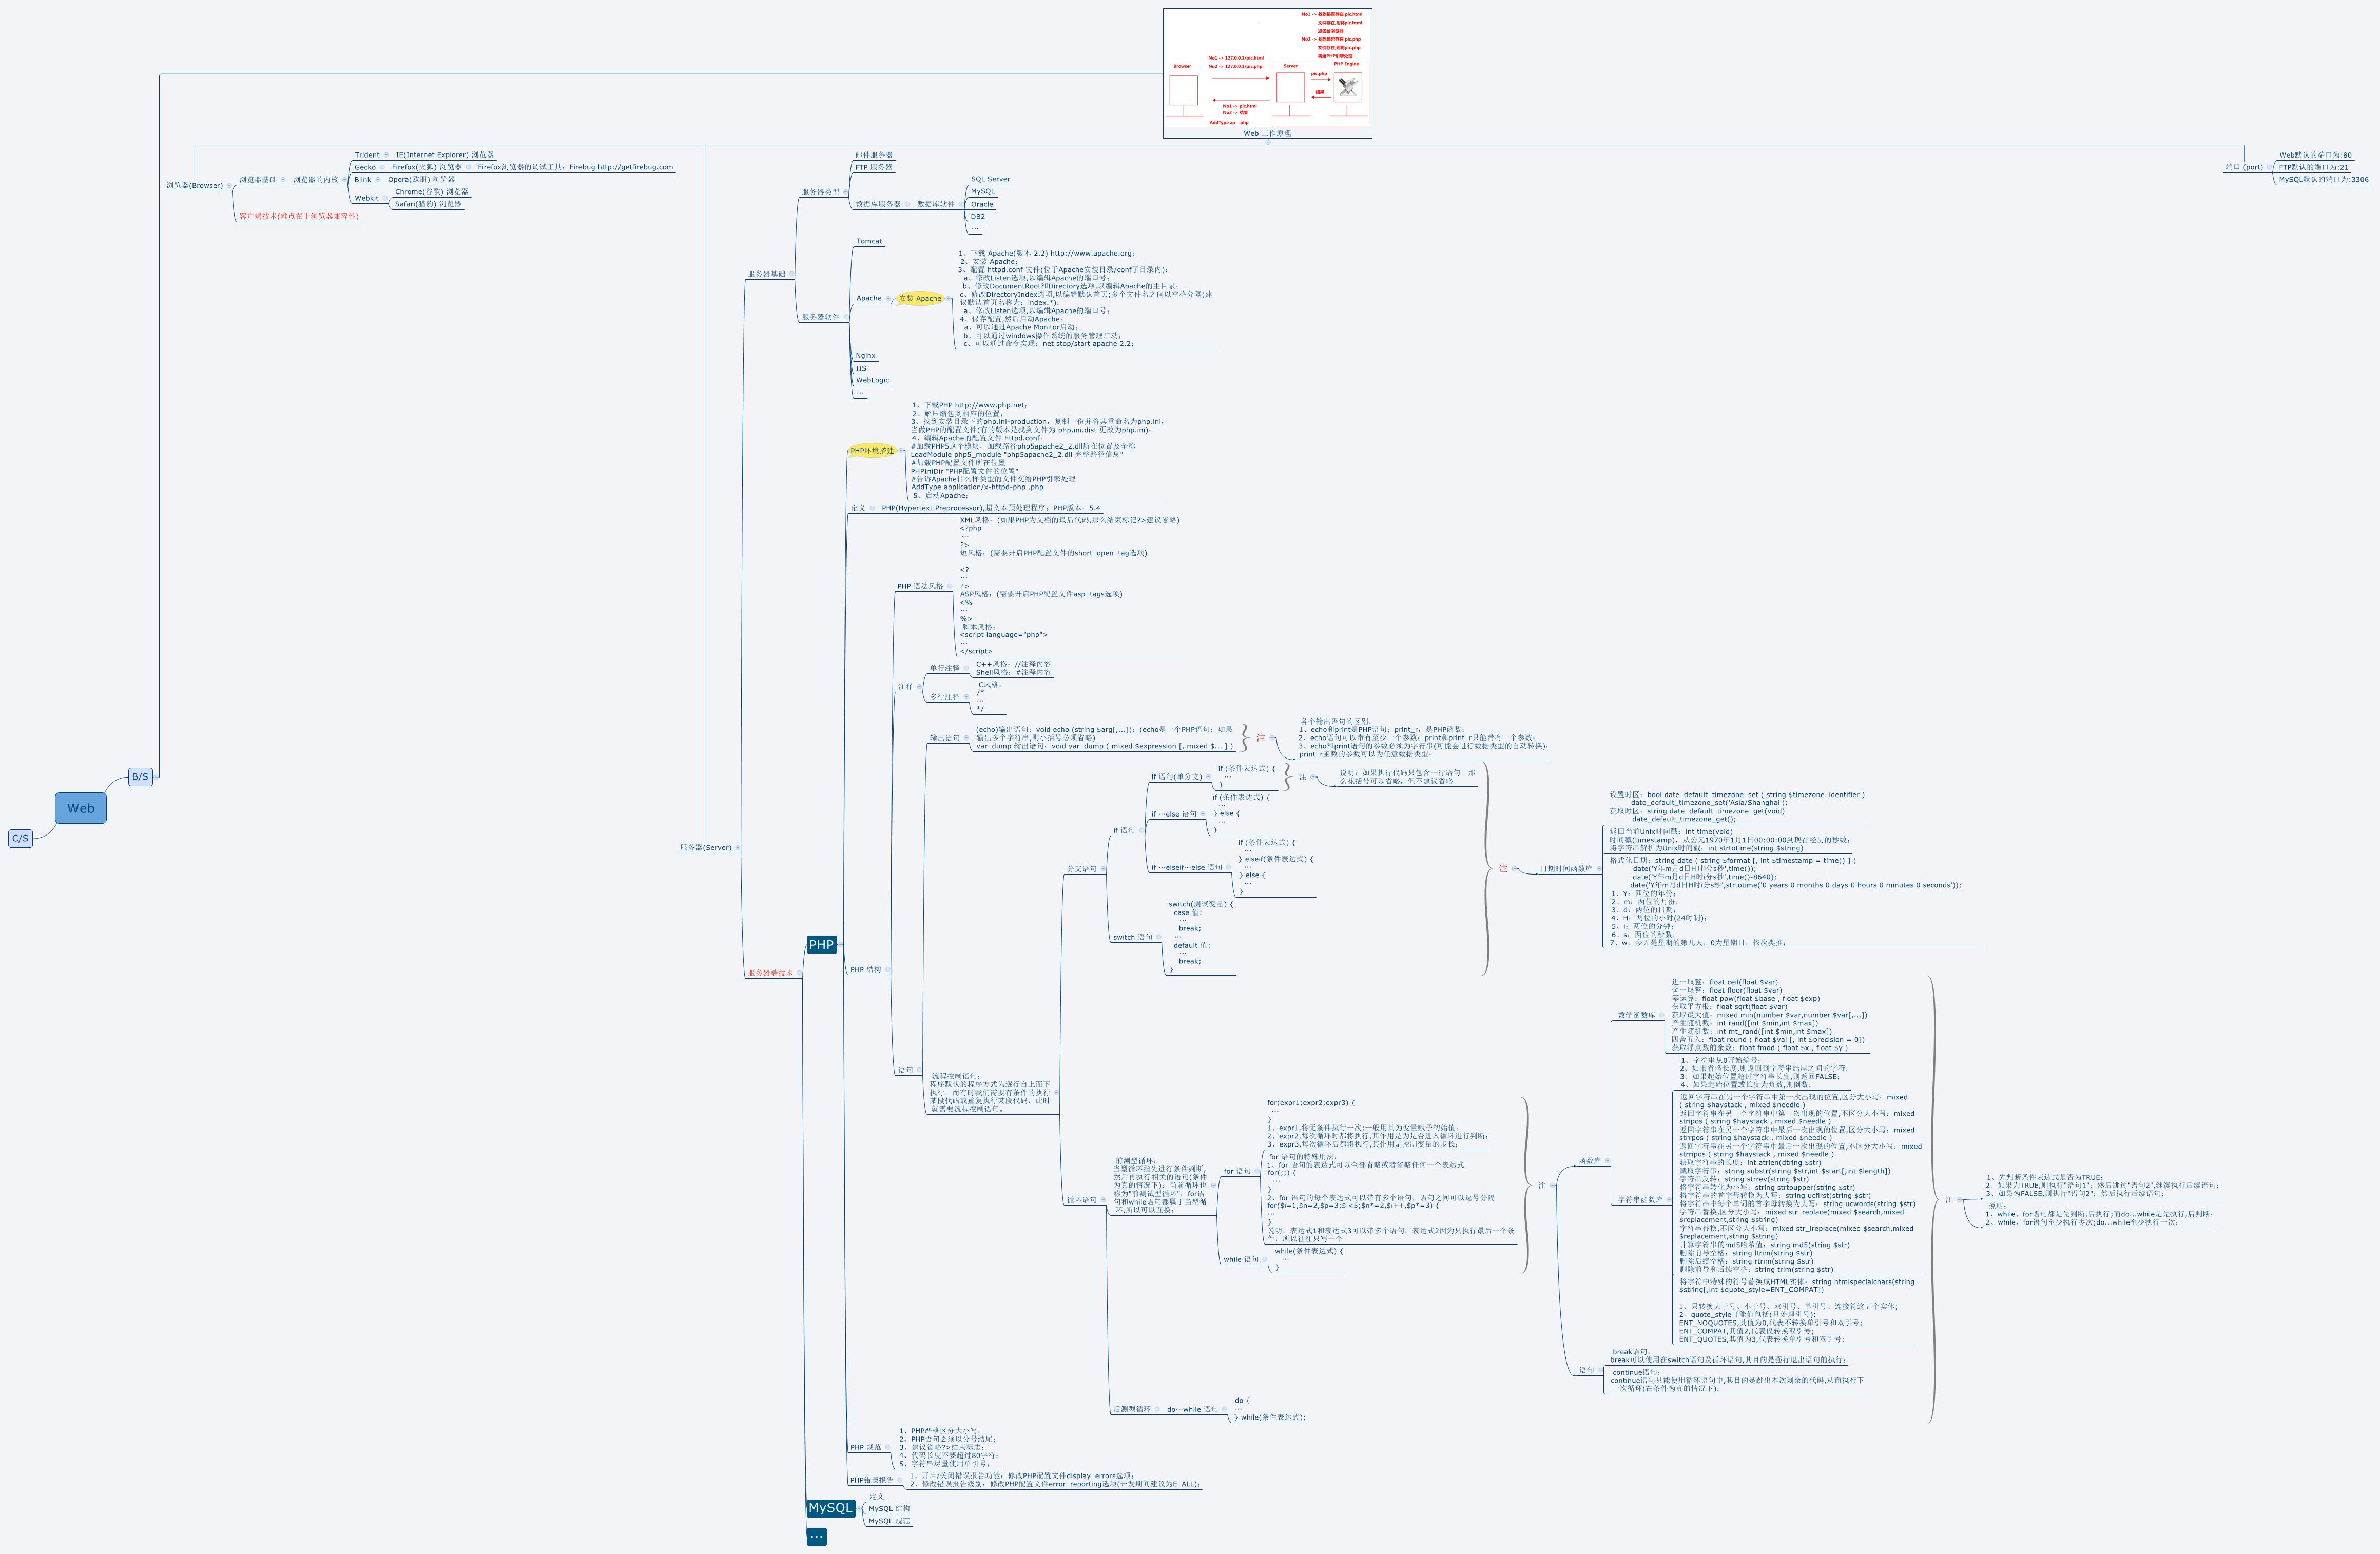 No1 -> 找到是否存在 pic.html
文件存在,则将pic.html
返回给浏览器
No2 -> 找到是否存在 pic.php
文件存在,则将pic.php
将给PHP引擎处理
No1 -> 127.0.0.1/pic.html
No2 -> 127.0.0.1/pic.php
Browser
Server
PHP Engine
pic.php
结果
No1 -> pic.html
No2 -> 结果
AddType ap .php
Web 工作原理
Web
B/S
C/S
浏览器(Browser)
浏览器基础
浏览器的内核
Trident
IE(Internet Explorer) 浏览器
Gecko
Firefox(火狐) 浏览器
Firefox浏览器的调试工具：Firebug http://getfirebug.com
Blink
Opera(欧朋) 浏览器
Webkit
Chrome(谷歌) 浏览器
Safari(猎豹) 浏览器
客户端技术(难点在于浏览器兼容性)
端口 (port)
Web默认的端口为:80
FTP默认的端口为:21
MySQL默认的端口为:3306
服务器(Server)
服务器基础
服务器类型
邮件服务器
FTP 服务器
数据库服务器
数据库软件
SQL Server
MySQL
Oracle
DB2
…
服务器软件
Tomcat
Apache
安装 Apache
1、下载 Apache(版本 2.2) http://www.apache.org；
2、安装 Apache；
3、配置 httpd.conf 文件(位于Apache安装目录/conf子目录内)；
a、修改Listen选项,以编辑Apache的端口号；
b、修改DocumentRoot和Directory选项,以编辑Apache的主目录；
c、修改DirectoryIndex选项,以编辑默认首页;多个文件名之间以空格分隔(建
议默认首页名称为：index.*)；
a、修改Listen选项,以编辑Apache的端口号；
4、保存配置,然后启动Apache；
a、可以通过Apache Monitor启动；
b、可以通过windows操作系统的服务管理启动；
c、可以通过命令实现：net stop/start apache 2.2；
Nginx
IIS
WebLogic
…
服务器端技术
PHP
PHP环境搭建
1、下载PHP http://www.php.net；
2、解压缩包到相应的位置；
3、找到安装目录下的php.ini-production，复制一份并将其重命名为php.ini，
当做PHP的配置文件(有的版本是找到文件为 php.ini.dist 更改为php.ini)；
4、编辑Apache的配置文件 httpd.conf；
#加载PHP5这个模块，加载路径php5apache2_2.dll所在位置及全称
LoadModule php5_module "php5apache2_2.dll 完整路径信息"
#加载PHP配置文件所在位置
PHPIniDir "PHP配置文件的位置"
#告诉Apache什么样类型的文件交给PHP引擎处理
AddType application/x-httpd-php .php
5、启动Apache；
定义
PHP(Hypertext Preprocessor),超文本预处理程序；PHP版本：5.4
PHP 结构
PHP 语法风格
XML风格：(如果PHP为文档的最后代码,那么结束标记?>建议省略)
<?php
…
?>
短风格：(需要开启PHP配置文件的short_open_tag选项)
<?
…
?>
ASP风格：(需要开启PHP配置文件asp_tags选项)
<%
…
%>
脚本风格：
<script language="php">
…
</script>
注释
单行注释
C++风格：//注释内容
Shell风格：#注释内容
多行注释
C风格：
/*
…
*/
语句
输出语句
(echo)输出语句：void echo (string $arg[,...])；(echo是一个PHP语句；如果
输出多个字符串,则小括号必须省略)
var_dump 输出语句：void var_dump ( mixed $expression [, mixed $... ] )
注
各个输出语句的区别：
1、echo和print是PHP语句；print_r，是PHP函数；
2、echo语句可以带有至少一个参数；print和print_r只能带有一个参数；
3、echo和print语句的参数必须为字符串(可能会进行数据类型的自动转换)；
print_r函数的参数可以为任意数据类型；
流程控制语句：
程序默认的程序方式为逐行自上而下
执行。而有时我们需要有条件的执行
某段代码或重复执行某段代码，此时
就需要流程控制语句。
分支语句
if 语句
if 语句(单分支)
if (条件表达式) {
…
}
注
说明：如果执行代码只包含一行语句，那
么花括号可以省略，但不建议省略
if …else 语句
if (条件表达式) {
…
} else {
…
}
if …elseif…else 语句
if (条件表达式) {
…
} elseif(条件表达式) {
…
} else {
…
}
switch 语句
switch(测试变量) {
case 值:
…
break;
…
default 值:
…
break;
}
注
日期时间函数库
设置时区：bool date_default_timezone_set ( string $timezone_identifier )
date_default_timezone_set('Asia/Shanghai');
获取时区：string date_default_timezone_get(void)
date_default_timezone_get();
返回当前Unix时间戳：int time(void)
时间戳(timestamp)，从公元1970年1月1日00:00:00到现在经历的秒数；
将字符串解析为Unix时间戳：int strtotime(string $string)
格式化日期：string date ( string $format [, int $timestamp = time() ] )
date('Y年m月d日H时i分s秒',time());
date('Y年m月d日H时i分s秒',time()-8640);
date('Y年m月d日H时i分s秒',strtotime('0 years 0 months 0 days 0 hours 0 minutes 0 seconds'));
1、Y：四位的年份；
2、m：两位的月份；
3、d：两位的日期；
4、H：两位的小时(24时制)；
5、i：两位的分钟；
6、s：两位的秒数；
7、w：今天是星期的第几天，0为星期日，依次类推；
循环语句
前测型循环：
当型循环指先进行条件判断,
然后再执行相关的语句(条件
为真的情况下)；当前循环也
称为"前测试型循环"；for语
句和while语句都属于当型循
环,所以可以互换；
for 语句
for(expr1;expr2;expr3) {
…
}
1、expr1,将无条件执行一次;一般用其为变量赋予初始值；
2、expr2,每次循环时都将执行,其作用是为是否进入循环进行判断；
3、expr3,每次循环后都将执行,其作用是控制变量的步长；
for 语句的特殊用法：
1、for 语句的表达式可以全部省略或者省略任何一个表达式
for(;;) {
…
}
2、for 语句的每个表达式可以带有多个语句，语句之间可以逗号分隔
for($i=1,$n=2,$p=3;$i<5;$n*=2,$i++,$p*=3) {
…
}
说明：表达式1和表达式3可以带多个语句；表达式2因为只执行最后一个条
件，所以往往只写一个
while 语句
while(条件表达式) {
…
}
后测型循环
do…while 语句
do {
…
} while(条件表达式);
注
函数库
数学函数库
进一取整：float ceil(float $var)
舍一取整：float floor(float $var)
幂运算：float pow(float $base , float $exp)
获取平方根：float sqrt(float $var)
获取最大值：mixed min(number $var,number $var[,...])
产生随机数：int rand([int $min,int $max])
产生随机数：int mt_rand([int $min,int $max])
四舍五入：float round ( float $val [, int $precision = 0])
获取浮点数的余数：float fmod ( float $x , float $y )
字符串函数库
1、字符串从0开始编号；
2、如果省略长度,则返回到字符串结尾之间的字符；
3、如果起始位置超过字符串长度,则返回FALSE；
4、如果起始位置或长度为负数,则倒数；
返回字符串在另一个字符串中第一次出现的位置,区分大小写：mixed
( string $haystack , mixed $needle )
返回字符串在另一个字符串中第一次出现的位置,不区分大小写：mixed
stripos ( string $haystack , mixed $needle )
返回字符串在另一个字符串中最后一次出现的位置,区分大小写：mixed
strrpos ( string $haystack , mixed $needle )
返回字符串在另一个字符串中最后一次出现的位置,不区分大小写：mixed
strripos ( string $haystack , mixed $needle )
获取字符串的长度：int atrlen(dtring $str)
截取字符串：string substr(string $str,int $start[,int $length])
字符串反转：string strrev(string $str)
将字符串转化为小写：string strtoupper(string $str)
将字符串的首字母转换为大写：string ucfirst(string $str)
将字符串中每个单词的首字母转换为大写：string ucwords(string $str)
字符串替换,区分大小写：mixed str_replace(mixed $search,mixed
$replacement,string $string)
字符串替换,不区分大小写：mixed str_ireplace(mixed $search,mixed
$replacement,string $string)
计算字符串的md5哈希值：string md5(string $str)
删除前导空格：string ltrim(string $str)
删除后续空格：string rtrim(string $str)
删除前导和后续空格：string trim(string $str)
将字符中特殊的符号替换成HTML实体：string htmlspecialchars(string
$string[,int $quote_style=ENT_COMPAT])
1、只转换大于号、小于号、双引号、单引号、连接符这五个实体；
2、quote_style可能值包括(只处理引号)：
ENT_NOQUOTES,其值为0,代表不转换单引号和双引号；
ENT_COMPAT,其值2,代表仅转换双引号；
ENT_QUOTES,其值为3,代表转换单引号和双引号；
语句
break语句：
break可以使用在switch语句及循环语句,其目的是强行退出语句的执行；
continue语句：
continue语句只能使用循环语句中,其目的是跳出本次剩余的代码,从而执行下
一次循环(在条件为真的情况下)；
注
1、先判断条件表达式是否为TRUE；
2、如果为TRUE,则执行"语句1"；然后跳过"语句2",继续执行后续语句；
3、如果为FALSE,则执行"语句2"；然后执行后续语句；
说明：
1、while、for语句都是先判断,后执行;而do...while是先执行,后判断；
2、while、for语句至少执行零次;do...while至少执行一次；
PHP 规范
1、PHP严格区分大小写；
2、PHP语句必须以分号结尾；
3、建议省略?>结束标志；
4、代码长度不要超过80字符；
5、字符串尽量使用单引号；
PHP错误报告
1、开启/关闭错误报告功能：修改PHP配置文件display_errors选项；
2、修改错误报告级别：修改PHP配置文件error_reporting选项(开发期间建议为E_ALL)；
MySQL
定义
MySQL 结构
MySQL 规范
…